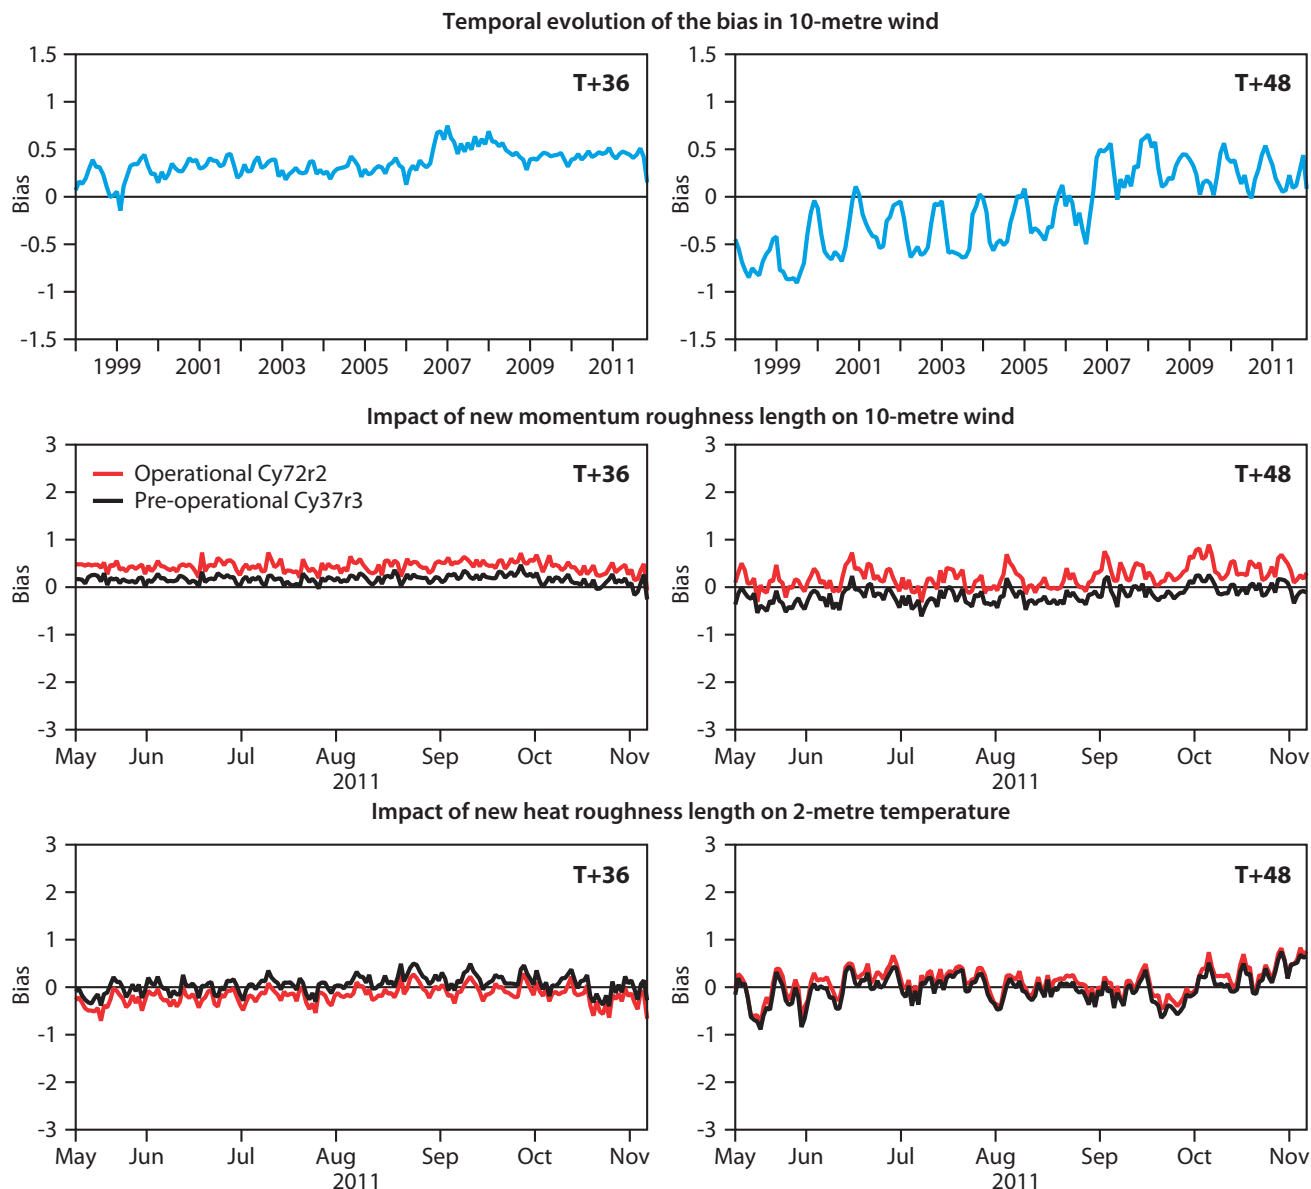 Temporal evolution of the bias in 10-metre wind
1.5
1
0.5
0
-0.5
-1
-1.5
Bias
T+36
1999 2001 2003 2005 2007 2009 2011
1.5
1
0.5
0
-0.5
-1
-1.5
Bias
T+48
1999 2001 2003 2005 2007 2009 2011
Impact of new momentum roughness length on 10-metre wind
3
2
1
0
-1
-2
-3
Bias
Operational Cy72r2
Pre-operational Cy37r3
T+36
May Jun Jul Aug Sep Oct Nov
2011
3
2
1
0
-1
-2
-3
Bias
T+48
May Jun Jul Aug Sep Oct Nov
2011
Impact of new heat roughness length on 2-metre temperature
3
2
1
0
-1
-2
-3
Bias
T+36
May Jun Jul Aug Sep Oct Nov
2011
3
2
1
0
-1
-2
-3
Bias
T+48
May Jun Jul Aug Sep Oct Nov
2011